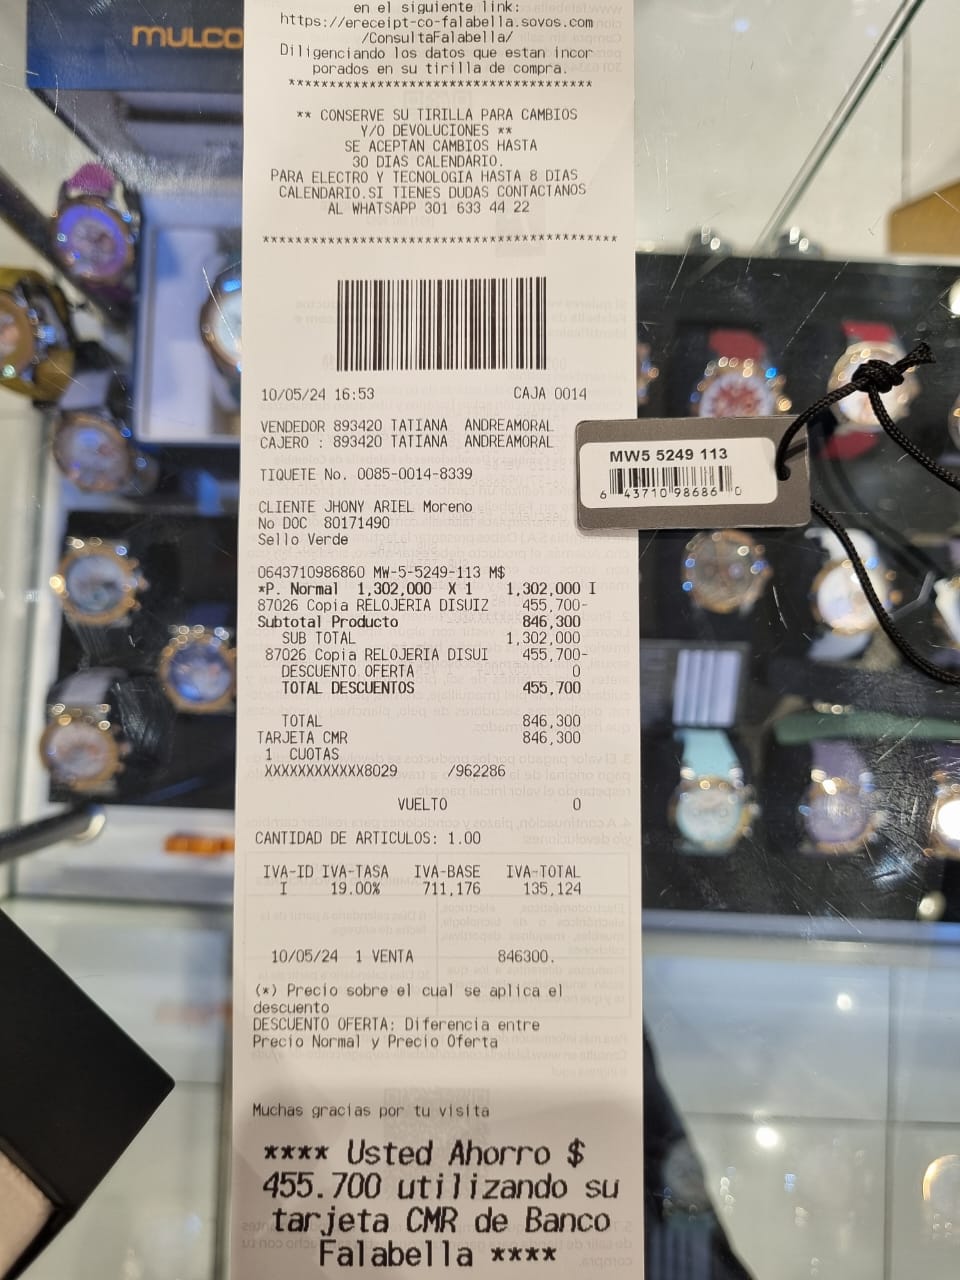 MULCO
en el siguiente link:
https://ereceipt-co-falabella.sovos.com
/ConsultaFalabella/
Diligenciando los datos que estan incor
porados en su tirilla de compra.
****************************************
** CONSERVE SU TIRILLA PARA CAMBIOS
Y/O DEVOLUCIONES **
SE ACEPTAN CAMBIOS HASTA
30 DIAS CALENDARIO.
PARA ELECTRO Y TECNOLOGIA HASTA 8 DIAS
CALENDARIO.SI TIENES DUDAS CONTACTANOS
AL WHATSAPP 301 633 44 22
****************************************
10/05/24 16:53 CAJA 0014
VENDEDOR 893420 TATIANA ANDREAMORAL
CAJERO : 893420 TATIANA ANDREAMORAL
TIQUETE No. 0085-0014-8339
CLIENTE JHONY ARIEL Moreno
No DOC 80171490
Sello Verde
0643710986860 MW-5-5249-113 M$
*P. Normal 1,302,000 X 1 1,302,000 I
87026 Copia RELOJERIA DISUIZ 455,700-
Subtotal Producto 846,300
SUB TOTAL 1,302,000
87026 Copia RELOJERIA DISUI 455,700-
DESCUENTO OFERTA 0
TOTAL DESCUENTOS 455,700
TOTAL 846,300
TARJETA CMR 846,300
1 CUOTAS
XXXXXXXXXXXX8029 /962286
VUELTO 0
CANTIDAD DE ARTICULOS: 1.00
IVA-ID IVA-TASA IVA-BASE IVA-TOTAL
I 19.00% 711,176 135,124
10/05/24 1 VENTA 846300.
(*) Precio sobre el cual se aplica el
descuento
DESCUENTO OFERTA: Diferencia entre
Precio Normal y Precio Oferta
Muchas gracias por tu visita
**** Usted Ahorro $
455.700 utilizando su
tarjeta CMR de Banco
Falabella ****
MW5 5249 113
6 43710 98686 0